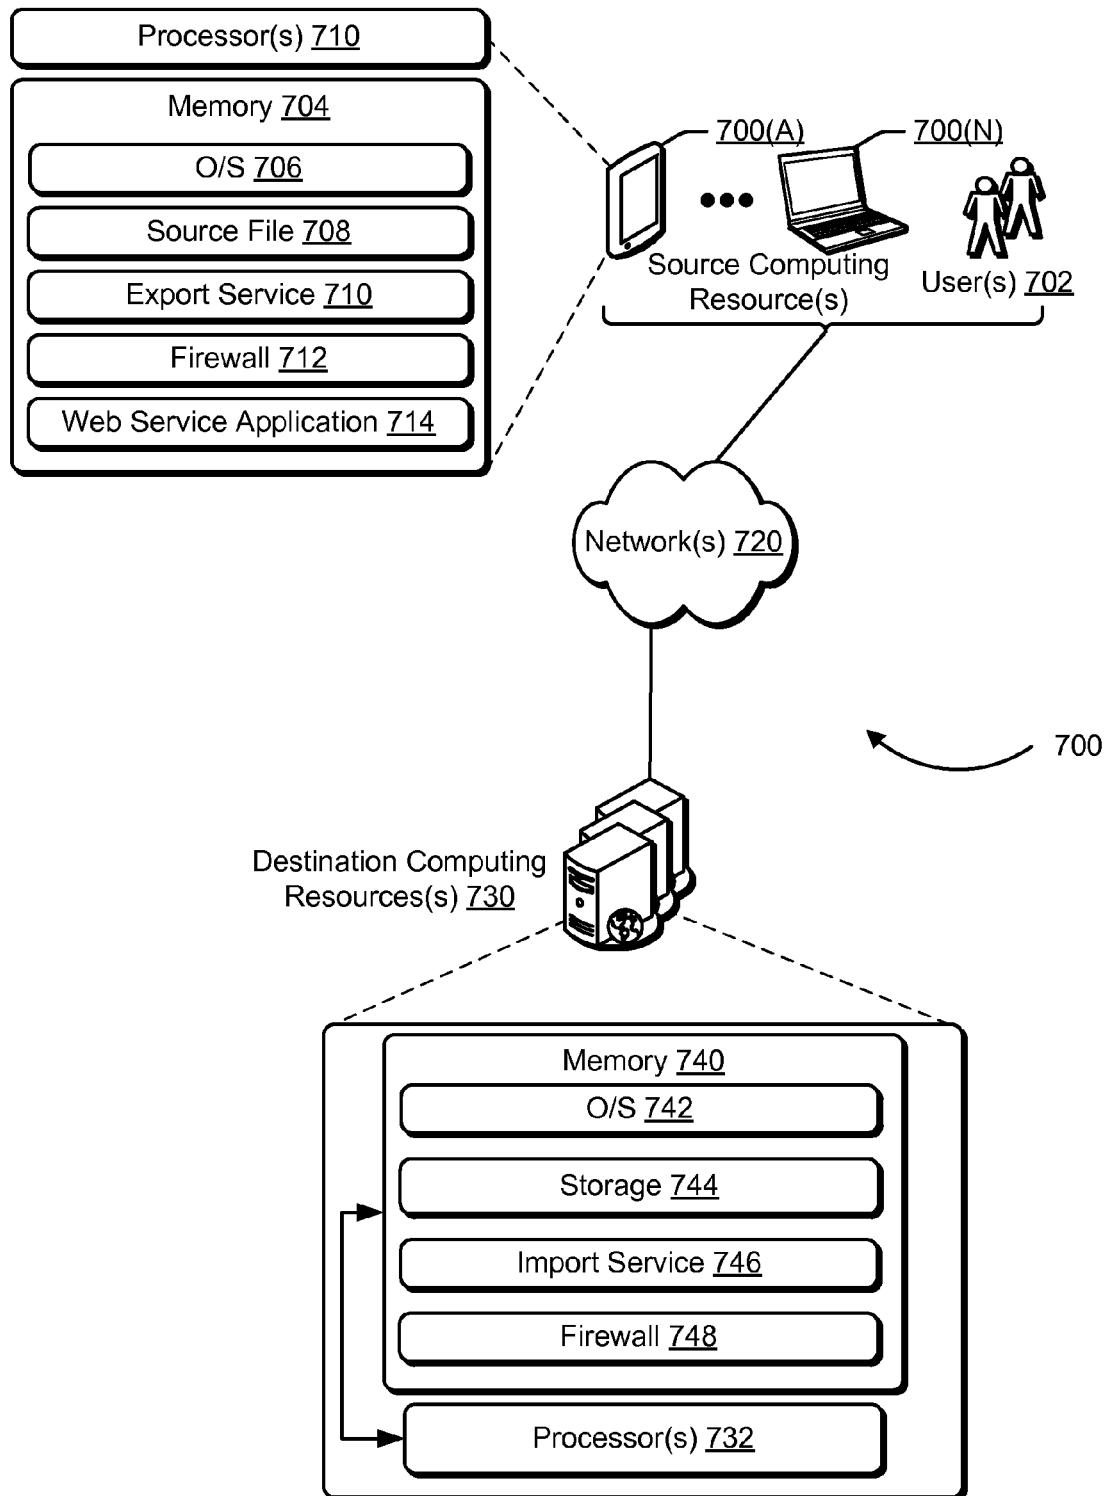 Processor(s) 710
Memory 704
O/S 706
Source File 708
Export Service 710
Firewall 712
Web Service Application 714
700(A)
700(N)
Source Computing
Resource(s)
User(s) 702
Network(s) 720
700
Destination Computing
Resources(s) 730
Memory 740
O/S 742
Storage 744
Import Service 746
Firewall 748
Processor(s) 732